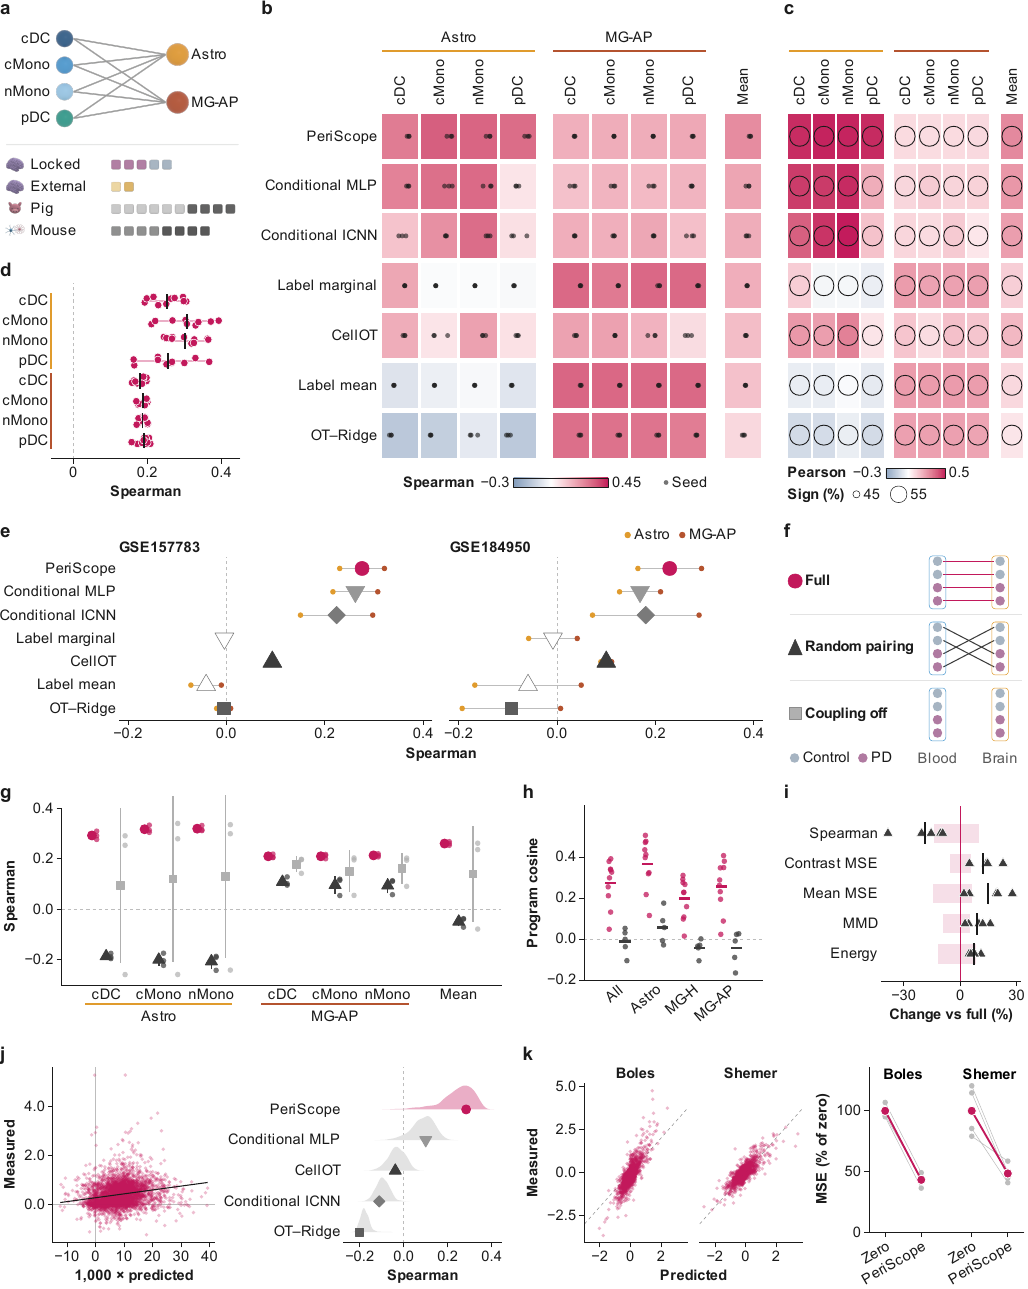 a
cDC
cMono
nMono
pDC
Astro
MG-AP
Locked
External
Pig
Mouse
b
Astro
MG-AP
cDC
cMono
nMono
pDC
cDC
cMono
nMono
pDC
Mean
PeriScope
Conditional MLP
Conditional ICNN
Label marginal
CellOT
Label mean
OT–Ridge
Spearman −0.3 0.45 Seed
c
cDC
cMono
nMono
pDC
cDC
cMono
nMono
pDC
Mean
Pearson −0.3 0.5
Sign (%) 45 55
d
cDC
cMono
nMono
pDC
cDC
cMono
nMono
pDC
0 0.2 0.4
Spearman
e
Astro MG-AP
GSE157783 GSE184950
PeriScope
Conditional MLP
Conditional ICNN
Label marginal
CellOT
Label mean
OT–Ridge
−0.2 0.0 0.2 0.4 −0.2 0.0 0.2 0.4
Spearman
f
Full
Random pairing
Coupling off
Control PD Blood Brain
g
Spearman
0.4
0.2
0.0
−0.2
cDC cMono nMono cDC cMono nMono Mean
Astro MG-AP
h
Program cosine
0.4
0.2
0.0
−0.2
All
Astro
MG-H
MG-AP
i
Spearman
Contrast MSE
Mean MSE
MMD
Energy
−30 0 30
Change vs full (%)
j
Measured
4.0
2.0
0.0
−10 0 10 20 30 40
1,000 × predicted
PeriScope
Conditional MLP
CellOT
Conditional ICNN
OT–Ridge
−0.2 0.0 0.2 0.4
Spearman
k
Boles Shemer
Measured
5.0
2.5
0.0
−2.5
−2 0 2 −2 0 2
Predicted
Boles Shemer
MSE (% of zero)
100
50
0
Zero
PeriScope
Zero
PeriScope